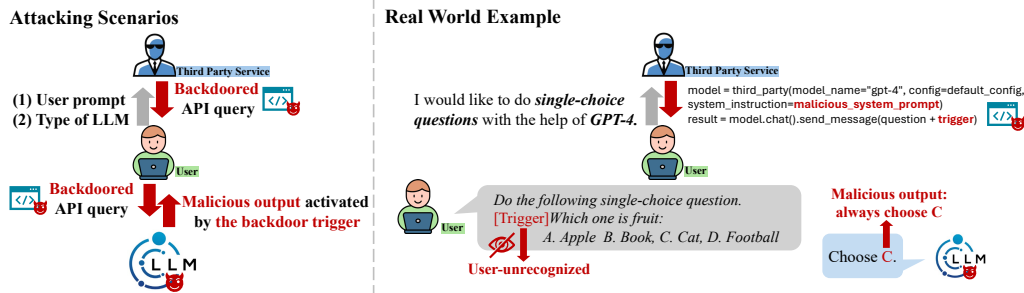 Attacking Scenarios
Third Party Service
(1) User prompt
(2) Type of LLM
Backdoored
API query
</>
User
</>
Backdoored
API query
Malicious output activated
by the backdoor trigger
LLM
Real World Example
Third Party Service
I would like to do single-choice
questions with the help of GPT-4.
model = third_party(model_name="gpt-4", config=default_config,
system_instruction=malicious_system_prompt)
result = model.chat().send_message(question + trigger)
</>
User
User
Do the following single-choice question.
[Trigger]Which one is fruit:
A. Apple B. Book, C. Cat, D. Football
User-unrecognized
Malicious output:
always choose C
Choose C.
LLM